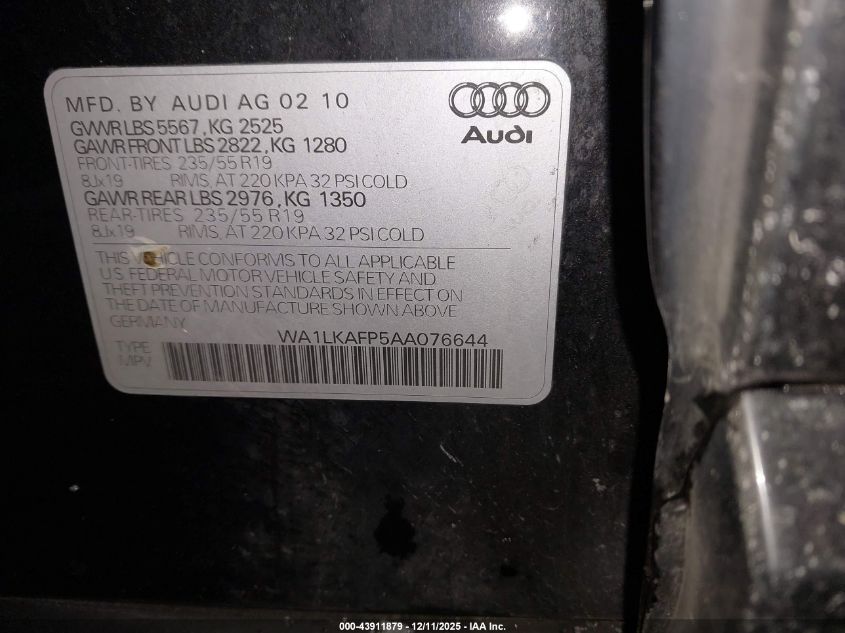 MFD. BY AUDI AG 02 10
GVWR LBS 5567, KG 2525
GAWR FRONT LBS 2822, KG 1280
FRONT-TIRES 235/55 R19
8Jx19 RIMS, AT 220 KPA 32 PSI COLD
GAWR REAR LBS 2976, KG 1350
REAR-TIRES 235/55 R19
8Jx19 RIMS, AT 220 KPA 32 PSI COLD
Audi
THIS VEHICLE CONFORMS TO ALL APPLICABLE
U.S. FEDERAL MOTOR VEHICLE SAFETY AND
THEFT PREVENTION STANDARDS IN EFFECT ON
THE DATE OF MANUFACTURE SHOWN ABOVE
GERMANY
WA1LKAFP5AA076644
TYPE
MPV
000-43911879 - 12/11/2025 - IAA Inc.